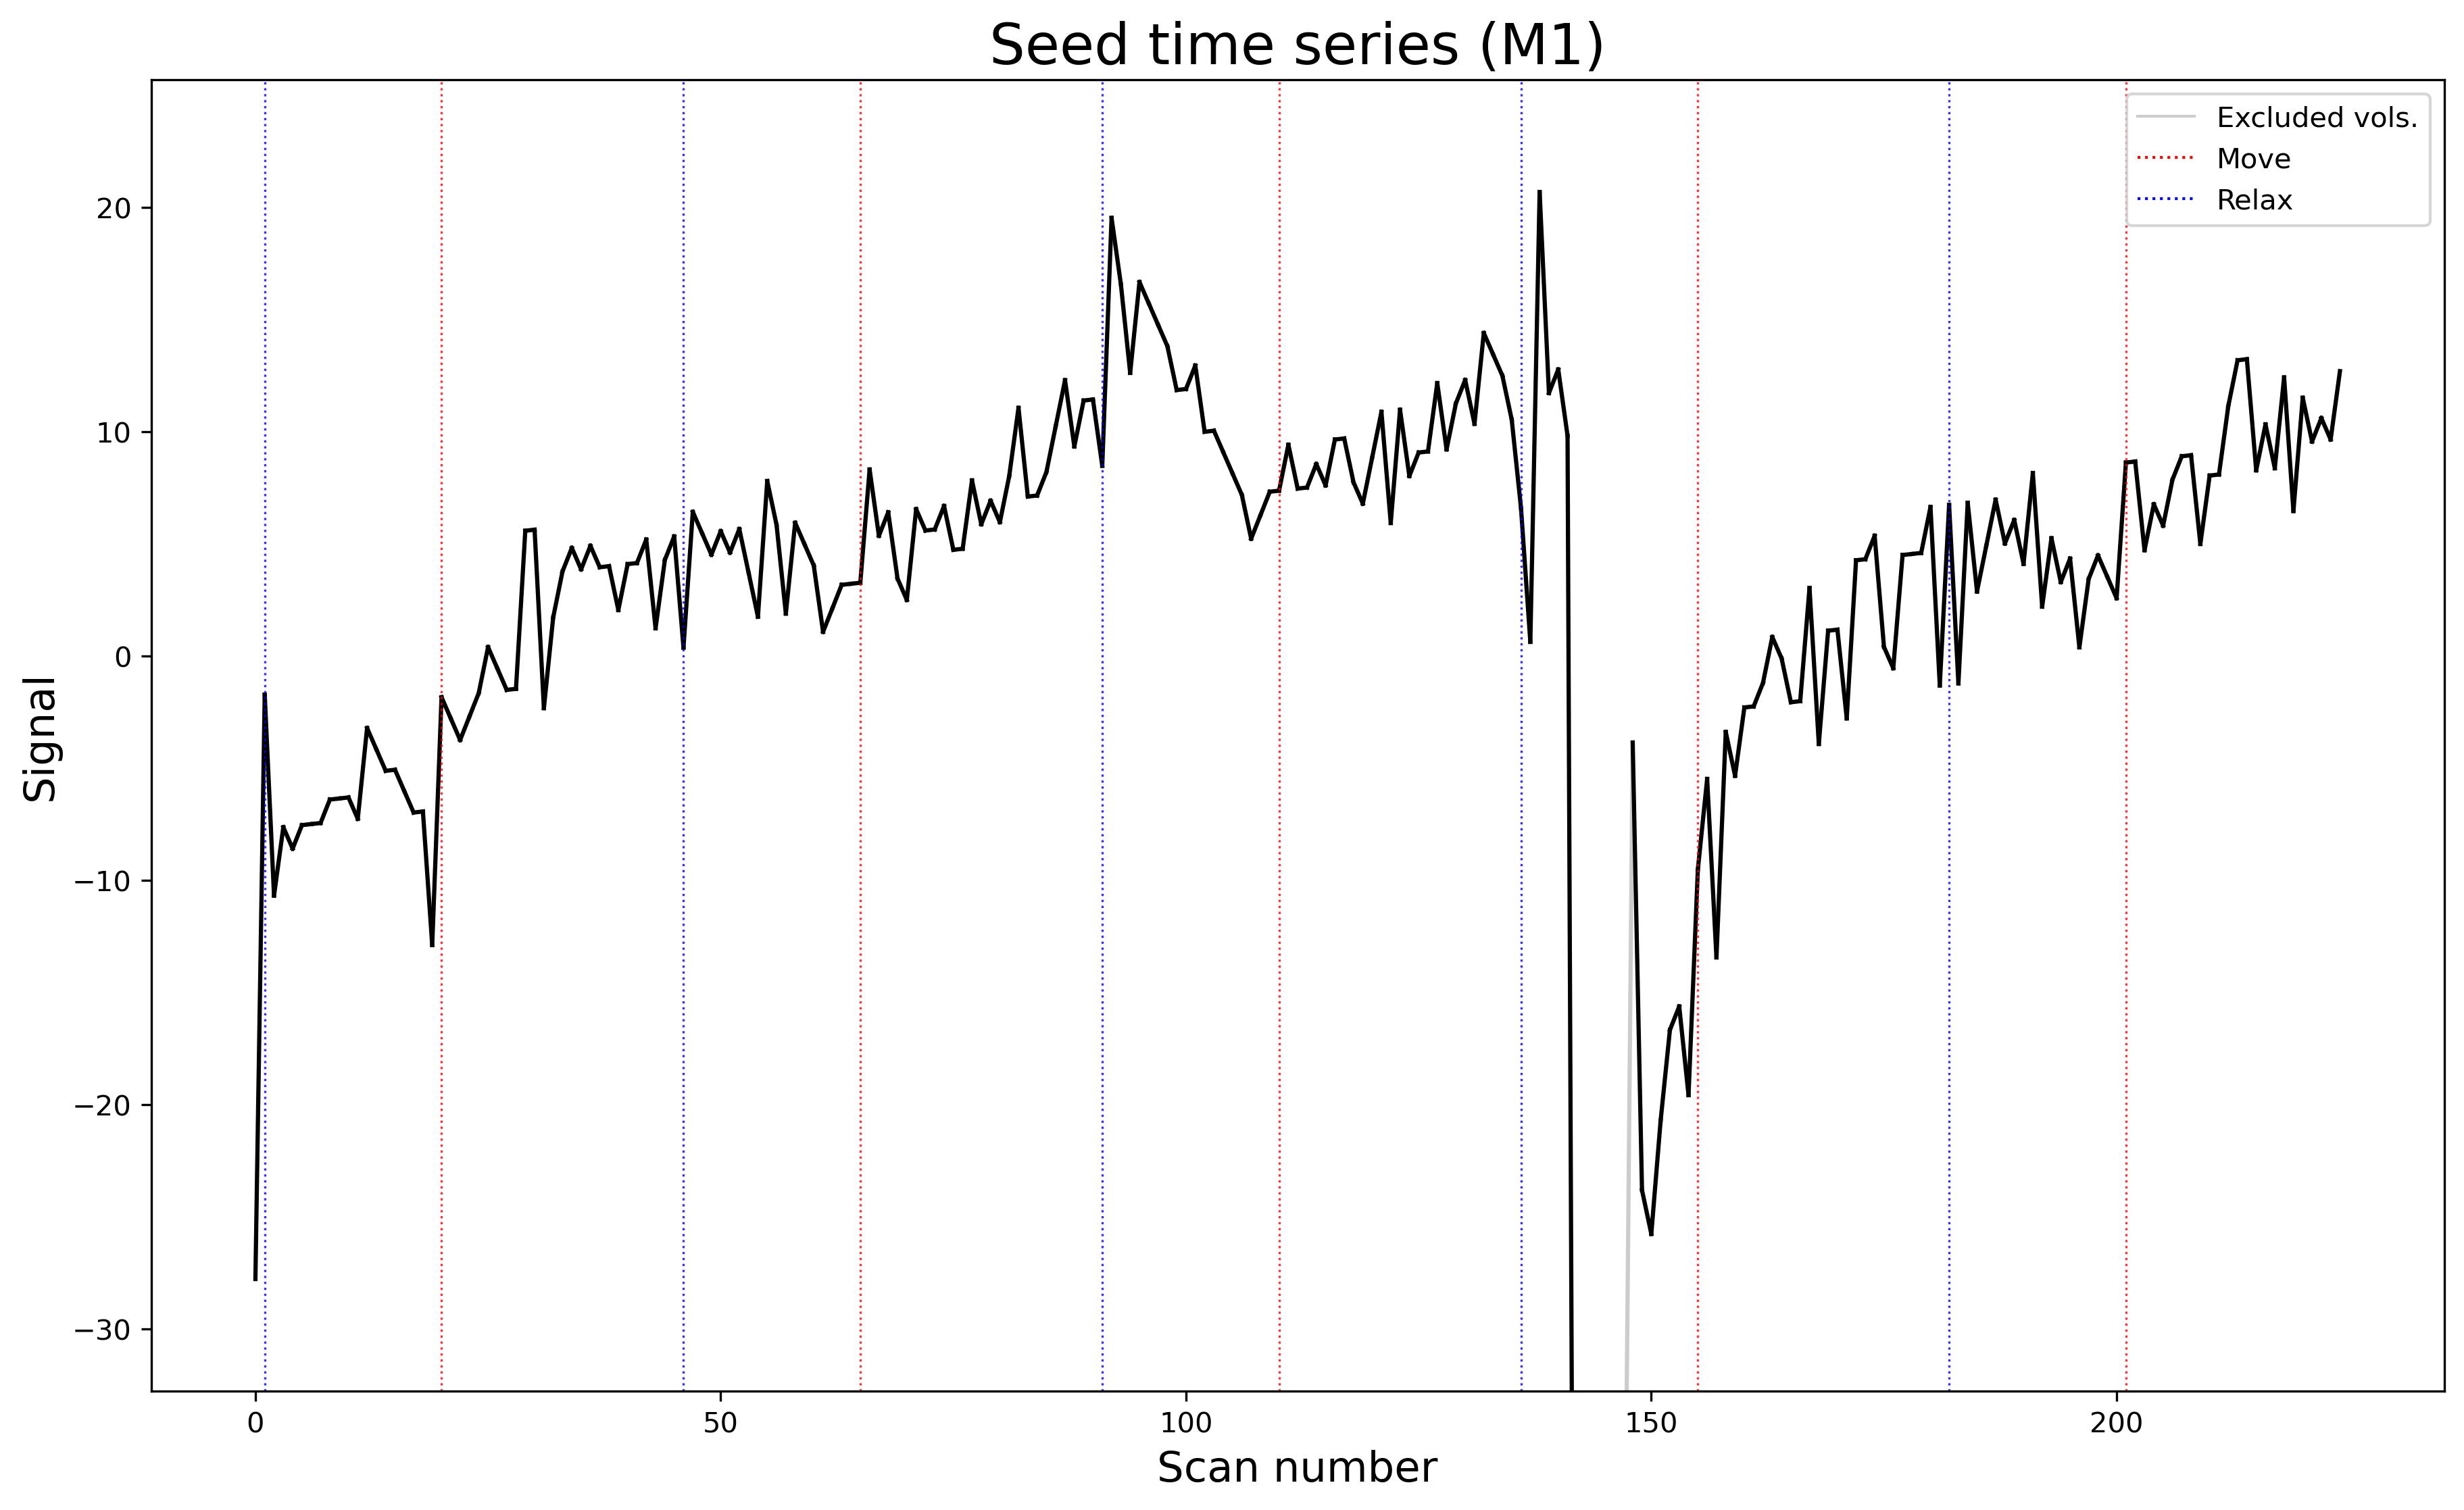 Seed time series (M1)
Excluded vols.
Move
Relax
20
10
0
−10
−20
−30
Signal
0 50 100 150 200
Scan number